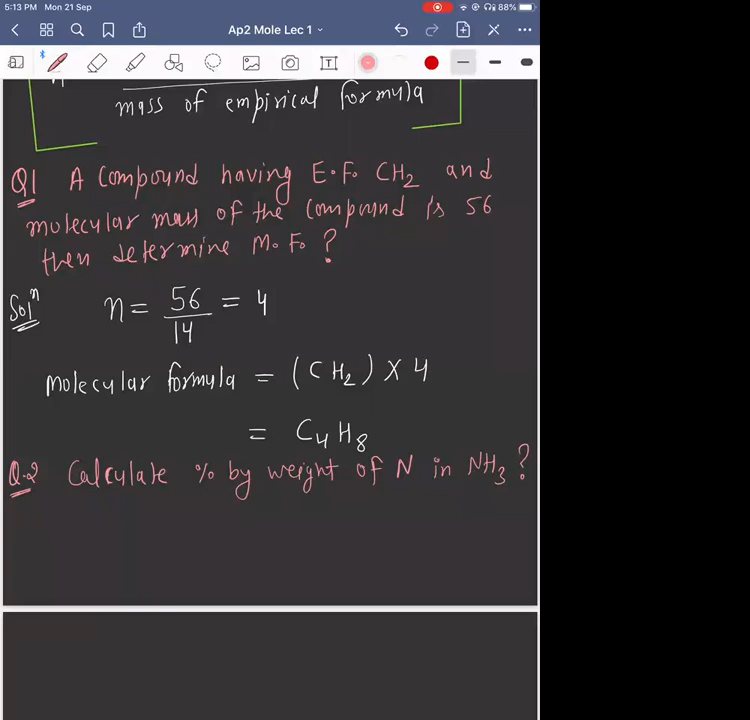 5:13 PM Mon 21 Sep
88%
Ap2 Mole Lec 1
T
mass of empirical formula
Q1 A compound having E.F. CH2 and
molecular mass of the compound is 56
then determine M.F. ?
Solⁿ n = 56/14 = 4
molecular formula = (CH2) × 4
= C4H8
Q.2 Calculate % by weight of N in NH3 ?